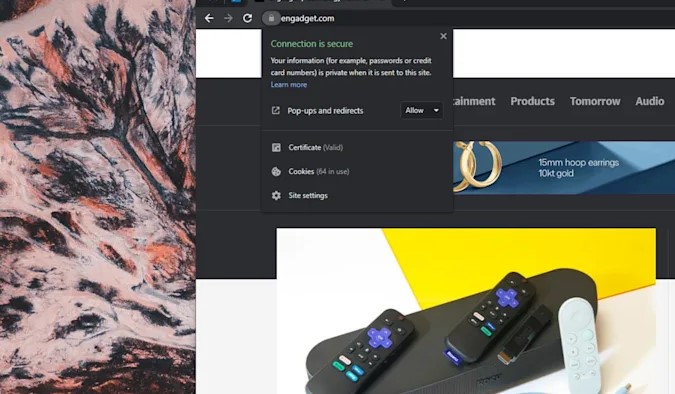 engadget.com
Connection is secure
Your information (for example, passwords or credit
card numbers) is private when it is sent to this site.
Learn more
Pop-ups and redirects Allow
Certificate (Valid)
Cookies (64 in use)
Site settings
tainment Products Tomorrow Audio
15mm hoop earrings
10kt gold